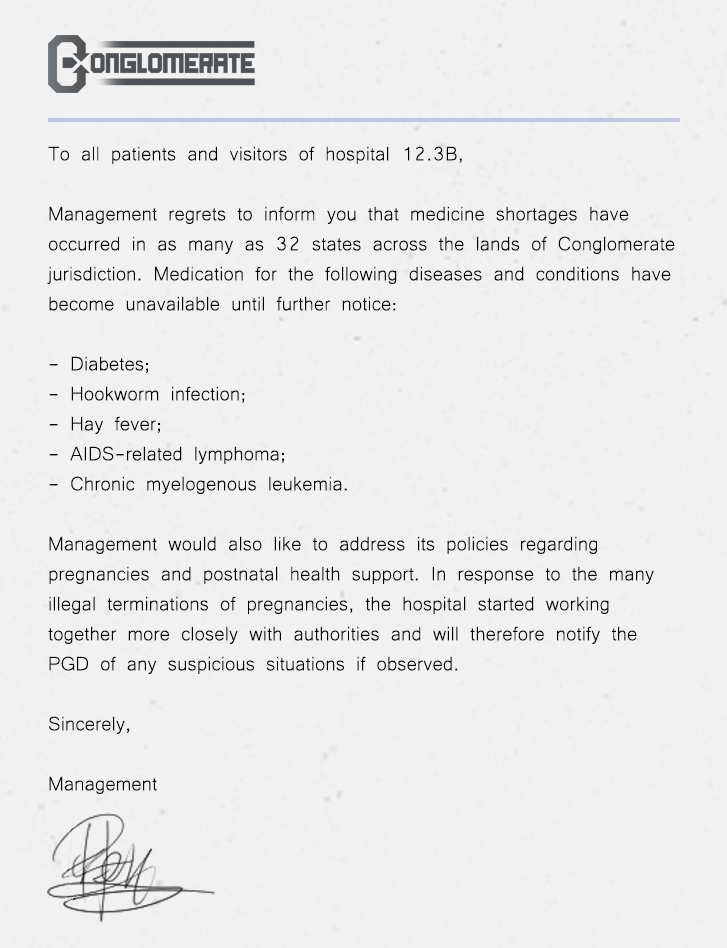 CONGLOMERATE
To all patients and visitors of hospital 12.3B,
Management regrets to inform you that medicine shortages have
occurred in as many as 32 states across the lands of Conglomerate
jurisdiction. Medication for the following diseases and conditions have
become unavailable until further notice:
- Diabetes;
- Hookworm infection;
- Hay fever;
- AIDS-related lymphoma;
- Chronic myelogenous leukemia.
Management would also like to address its policies regarding
pregnancies and postnatal health support. In response to the many
illegal terminations of pregnancies, the hospital started working
together more closely with authorities and will therefore notify the
PGD of any suspicious situations if observed.
Sincerely,
Management